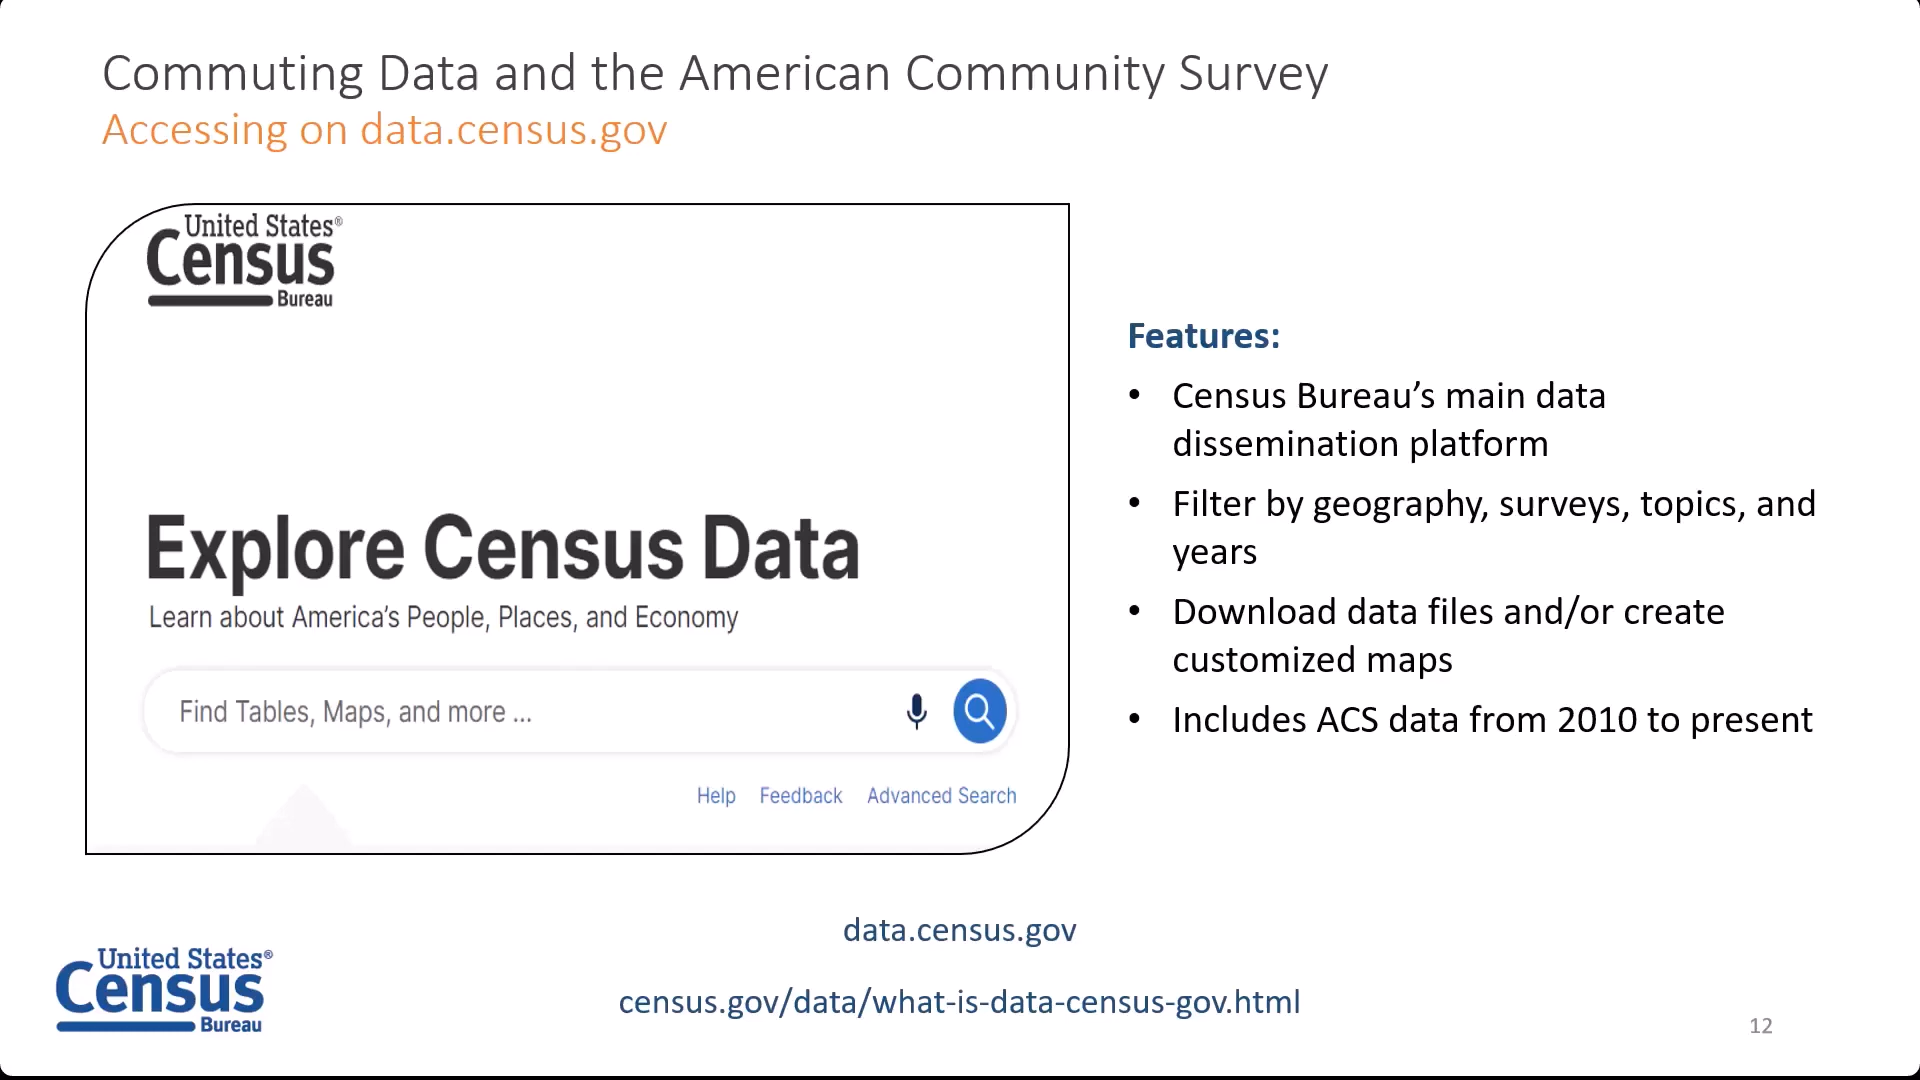 Commuting Data and the American Community Survey
Accessing on data.census.gov
United States®
Census
Bureau
Explore Census Data
Learn about America's People, Places, and Economy
Find Tables, Maps, and more ...
Help Feedback Advanced Search
Features:
• Census Bureau’s main data
dissemination platform
• Filter by geography, surveys, topics, and
years
• Download data files and/or create
customized maps
• Includes ACS data from 2010 to present
data.census.gov
census.gov/data/what-is-data-census-gov.html
United States®
Census
Bureau
12